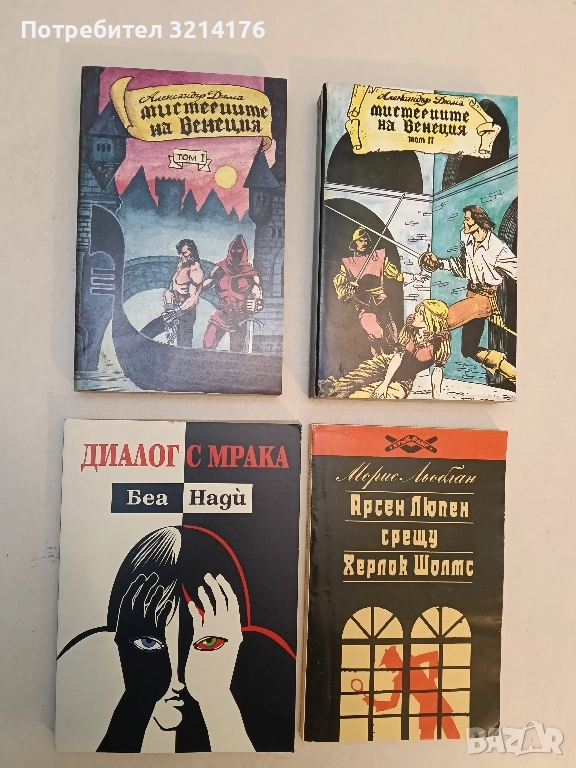 Потребител 3214176
Александър Дюма
Мистериите
на Венеция
ТОМ I
Александър Дюма
Мистериите
на Венеция
том II
ДИАЛОГ С МРАКА
Беа Надѝ
Морис Льоблан
Арсен Люпен
срещу
Херлок Шолмс
BAZAR